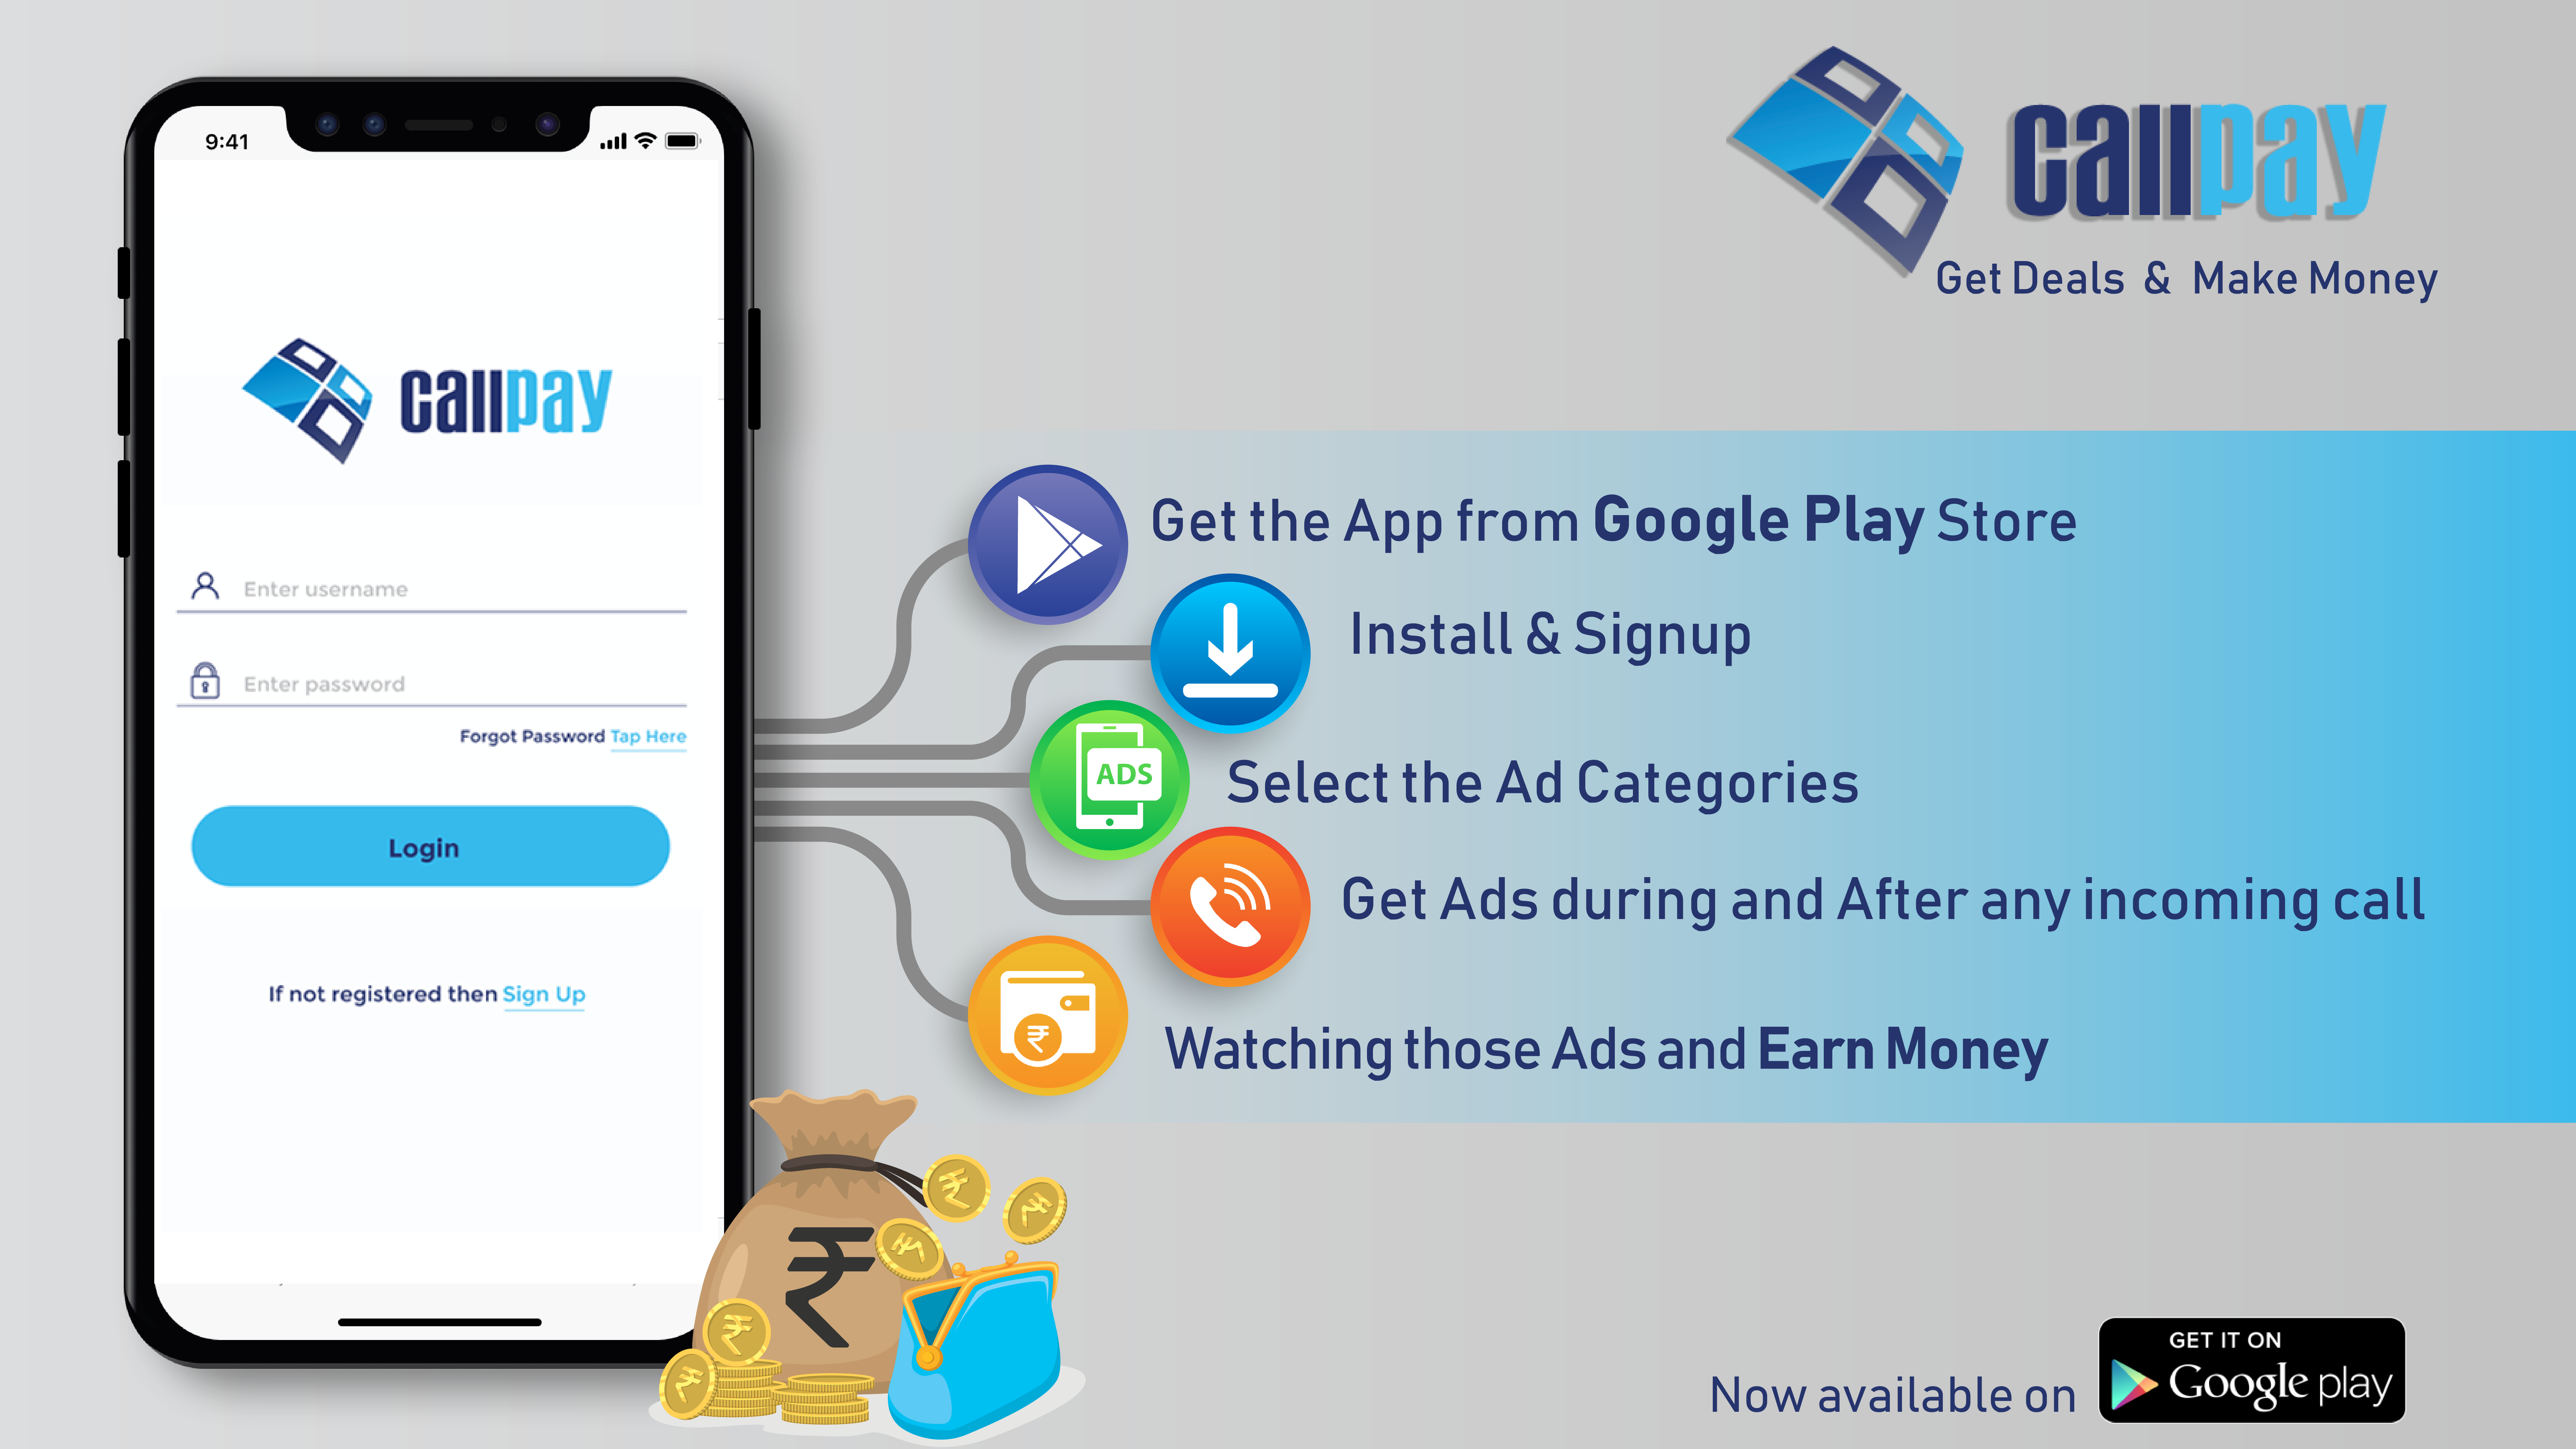 9:41
callpay
Enter username
Enter password
Forgot Password Tap Here
Login
If not registered then Sign Up
callpay
Get Deals & Make Money
Get the App from Google Play Store
Install & Signup
ADS
Select the Ad Categories
Get Ads during and After any incoming call
₹
Watching those Ads and Earn Money
₹
₹
₹
₹
₹
₹
Now available on
GET IT ON
Google play